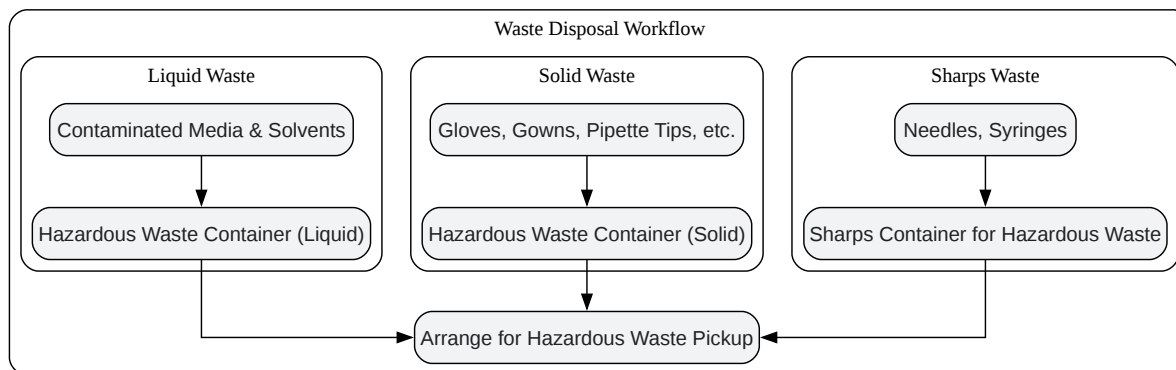 Waste Disposal Workflow
Liquid Waste
Contaminated Media & Solvents
Hazardous Waste Container (Liquid)
Solid Waste
Gloves, Gowns, Pipette Tips, etc.
Hazardous Waste Container (Solid)
Sharps Waste
Needles, Syringes
Sharps Container for Hazardous Waste
Arrange for Hazardous Waste Pickup